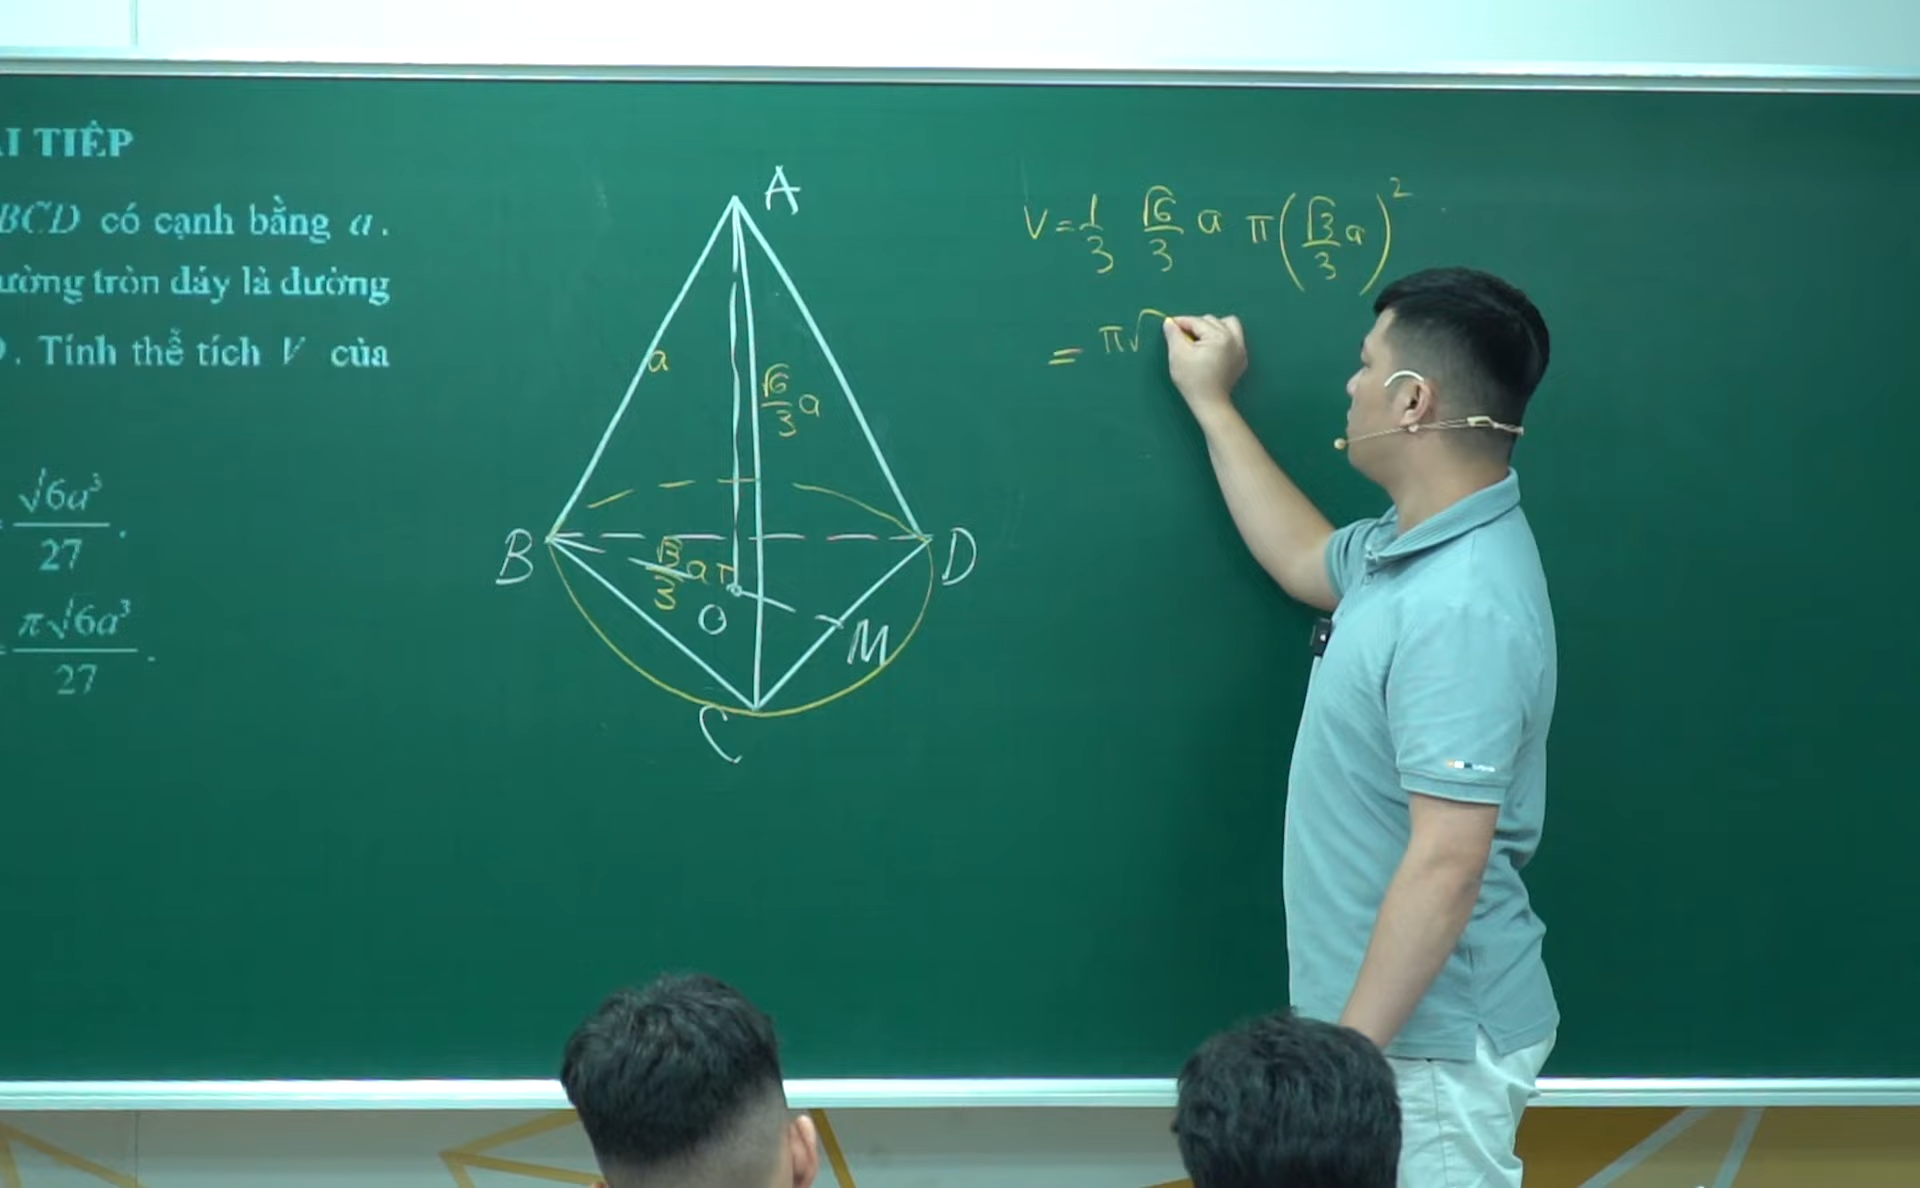 TIẾP
BCD có cạnh bằng a.
tròn đáy là đường
. Tính thể tích V của
√6a³/27.
π√6a³/27.
A
a
√6/3 a
B
D
√3/3 a
O
M
C
V = 1/3 √6/3 a π(√3/3 a)²
= π√